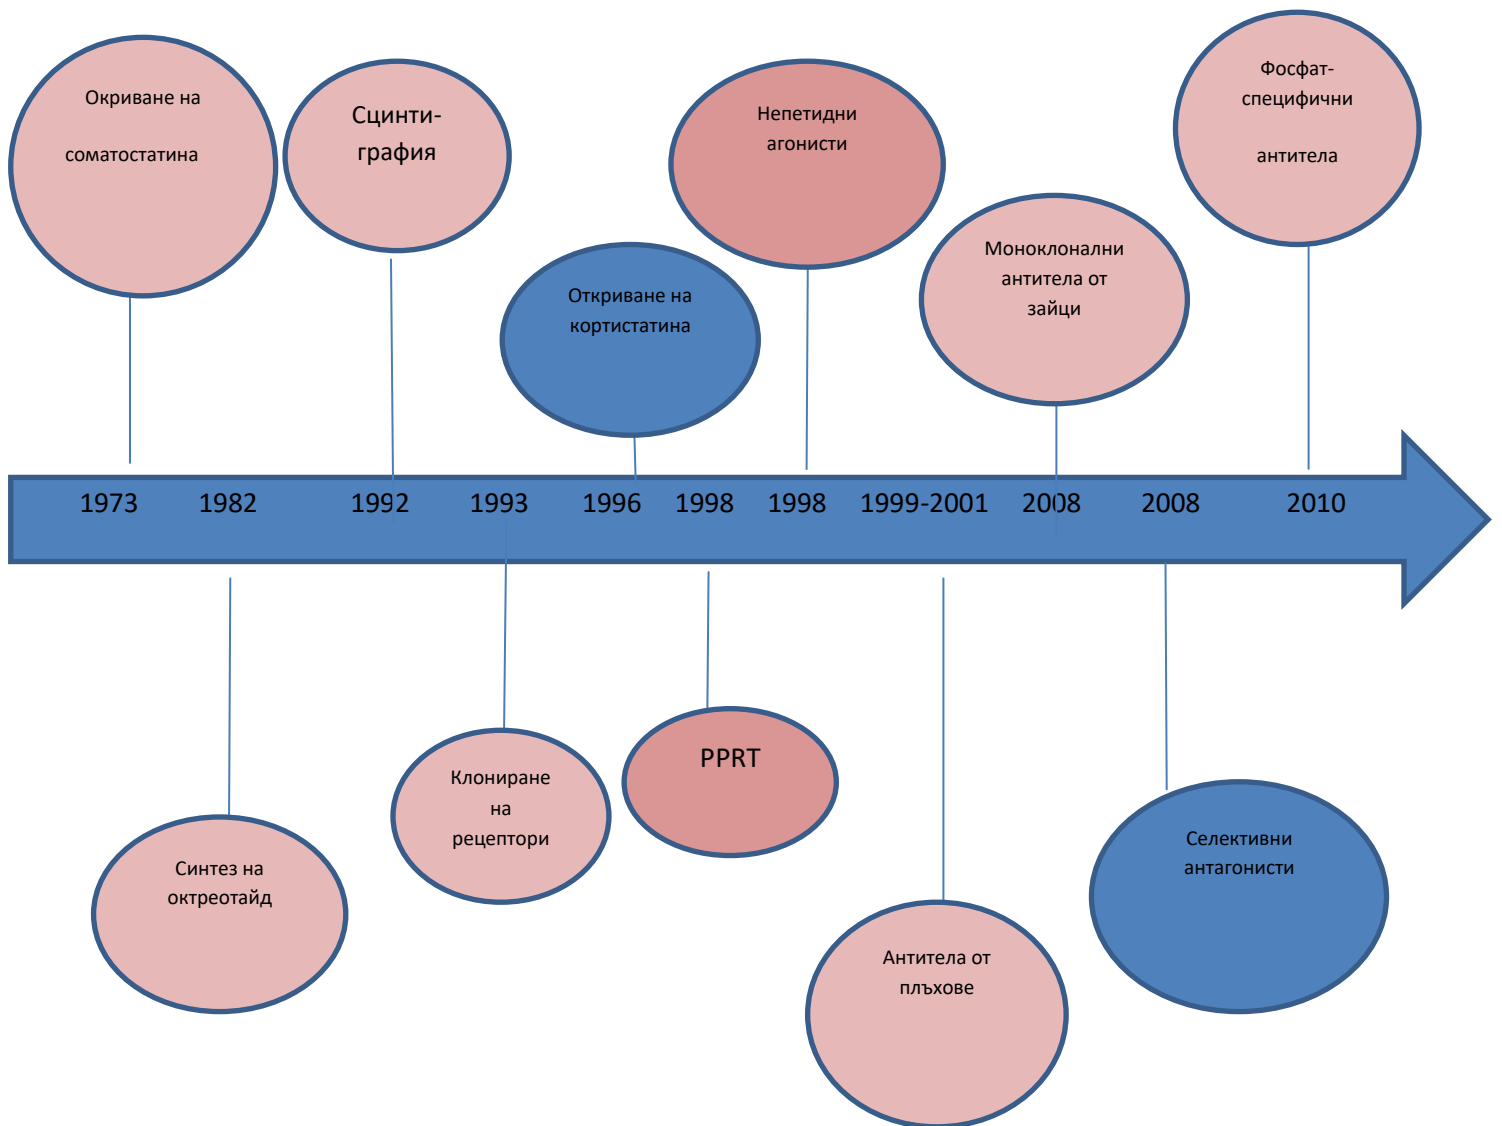 Окриване на
соматостатина
Сцинти-
графия
Непетидни
агонисти
Фосфат-
специфични
антитела
Моноклонални
антитела от
зайци
Откриване на
кортистатина
1973 1982 1992 1993 1996 1998 1998 1999-2001 2008 2008 2010
Синтез на
октреотайд
Клониране
на
рецептори
PPRT
Антитела от
плъхове
Селективни
антагонисти